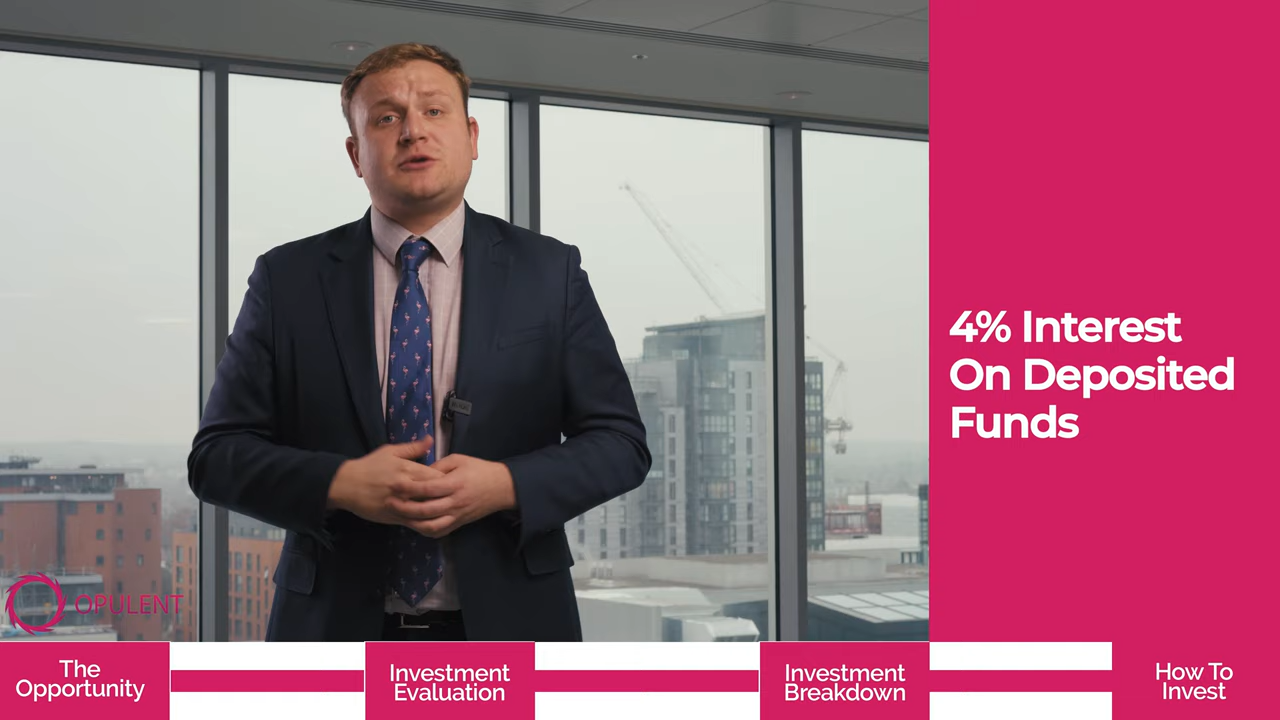 4% Interest
On Deposited
Funds
OPULENT
The
Opportunity
Investment
Evaluation
Investment
Breakdown
How To
Invest